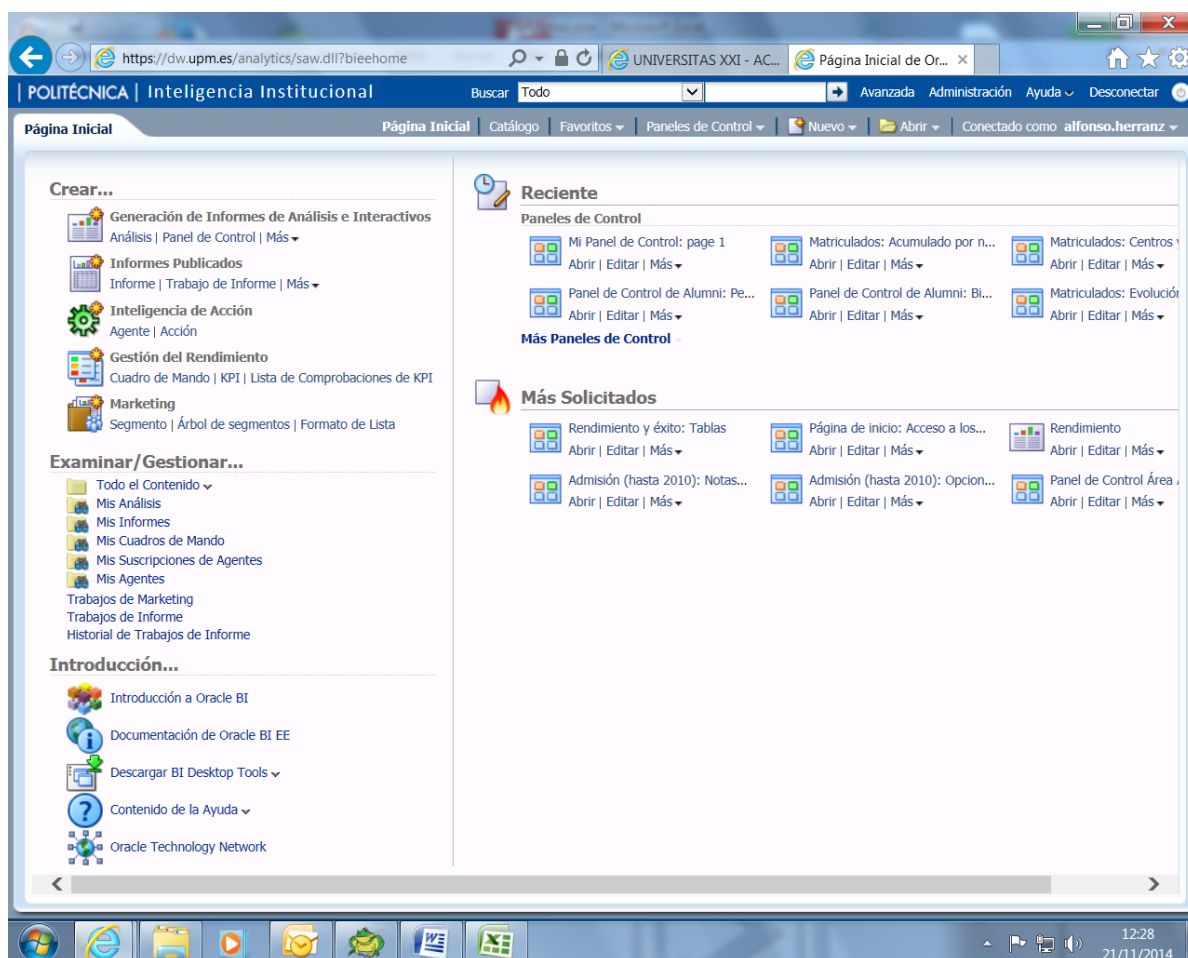 https://dw.upm.es/analytics/saw.dll?bieehome
UNIVERSITAS XXI - AC...
Página Inicial de Or...
| POLITÉCNICA | Inteligencia Institucional
Buscar Todo
Avanzada Administración Ayuda Desconectar
Página Inicial
Página Inicial | Catálogo | Favoritos | Paneles de Control | Nuevo | Abrir | Conectado como alfonso.herranz
Crear...
Generación de Informes de Análisis e Interactivos
Análisis | Panel de Control | Más
Informes Publicados
Informe | Trabajo de Informe | Más
Inteligencia de Acción
Agente | Acción
Gestión del Rendimiento
Cuadro de Mando | KPI | Lista de Comprobaciones de KPI
Marketing
Segmento | Árbol de segmentos | Formato de Lista
Examinar/Gestionar...
Todo el Contenido
Mis Análisis
Mis Informes
Mis Cuadros de Mando
Mis Suscripciones de Agentes
Mis Agentes
Trabajos de Marketing
Trabajos de Informe
Historial de Trabajos de Informe
Introducción...
Introducción a Oracle BI
Documentación de Oracle BI EE
Descargar BI Desktop Tools
Contenido de la Ayuda
Oracle Technology Network
Reciente
Paneles de Control
Mi Panel de Control: page 1
Abrir | Editar | Más
Matriculados: Acumulado por n...
Abrir | Editar | Más
Matriculados: Centros y
Abrir | Editar | Más
Panel de Control de Alumni: Pe...
Abrir | Editar | Más
Panel de Control de Alumni: Bi...
Abrir | Editar | Más
Matriculados: Evolución
Abrir | Editar | Más
Más Paneles de Control
Más Solicitados
Rendimiento y éxito: Tablas
Abrir | Editar | Más
Página de inicio: Acceso a los...
Abrir | Editar | Más
Rendimiento
Abrir | Editar | Más
Admisión (hasta 2010): Notas...
Abrir | Editar | Más
Admisión (hasta 2010): Opcion...
Abrir | Editar | Más
Panel de Control Área
Abrir | Editar | Más
12:28
21/11/2014